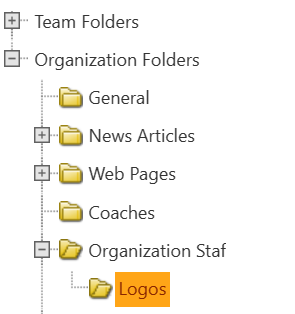 Team Folders
Organization Folders
General
News Articles
Web Pages
Coaches
Organization Staf
Logos